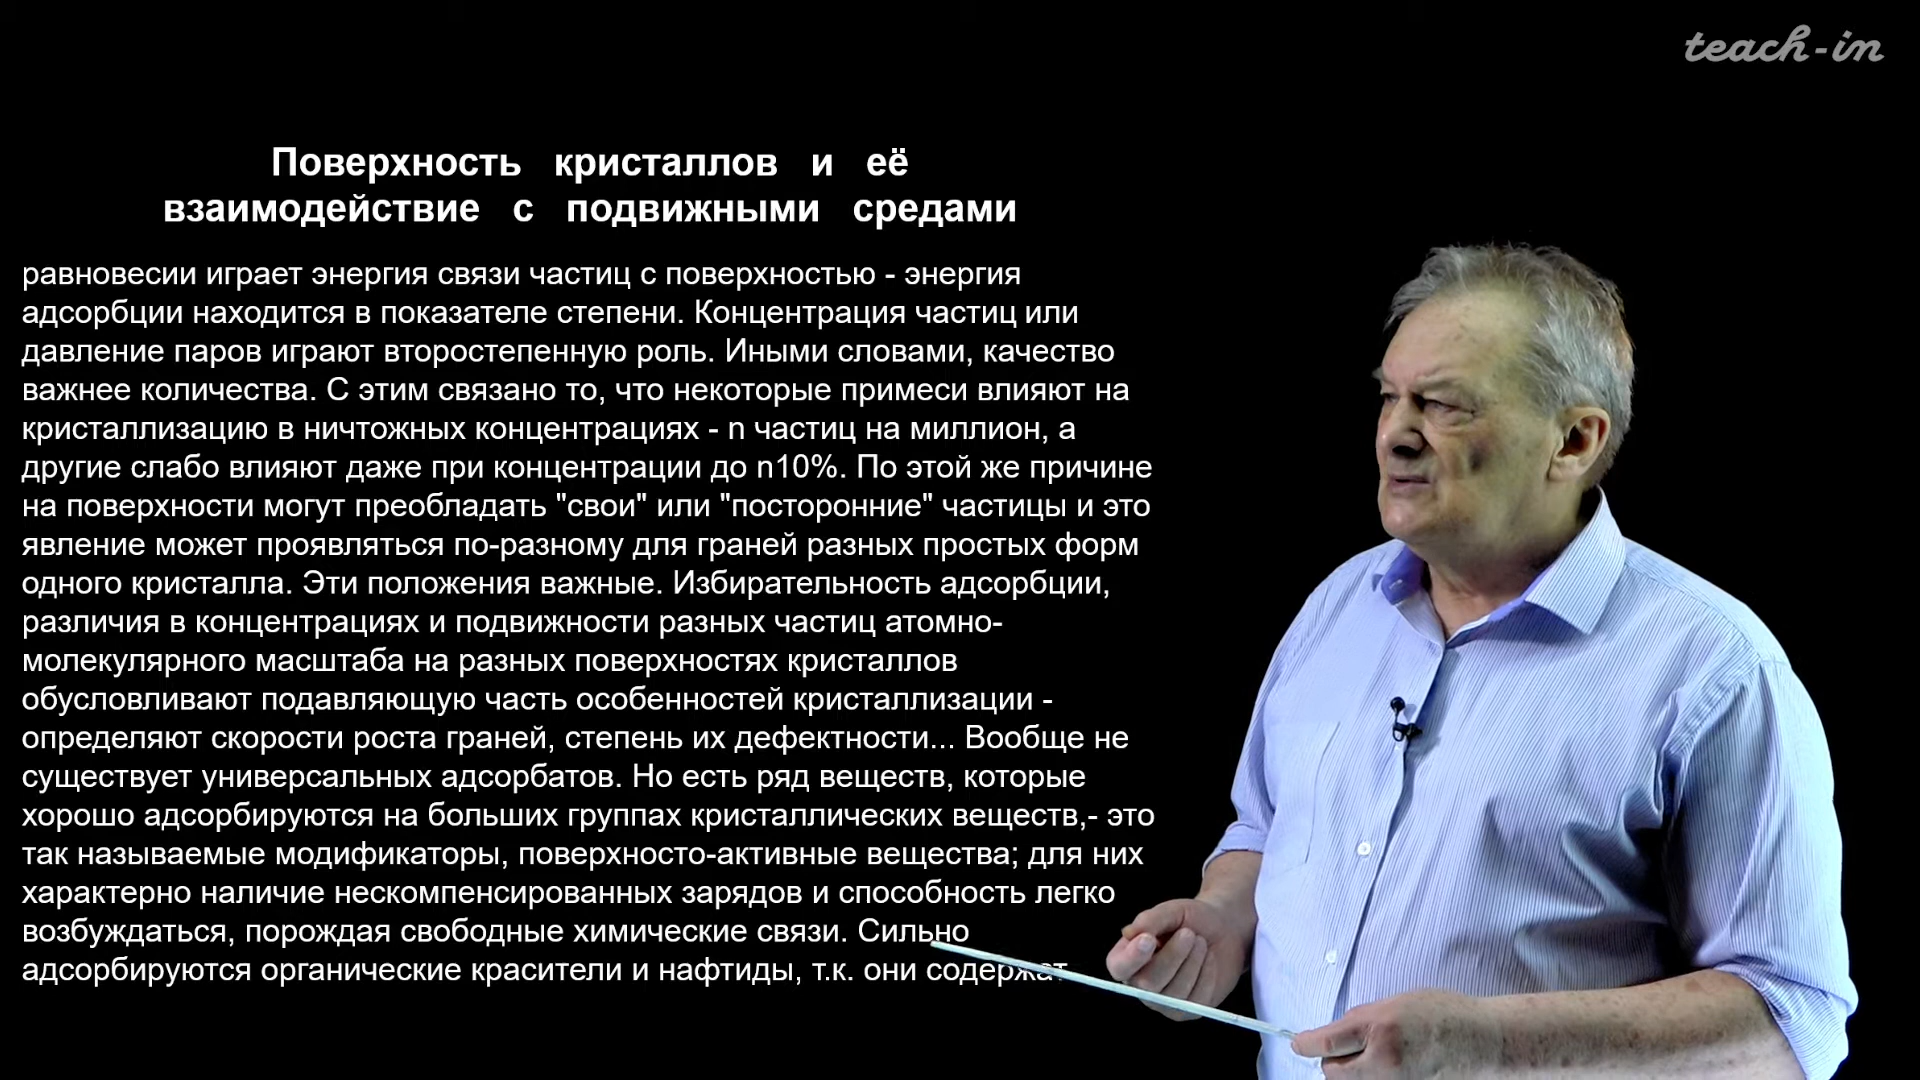 teach-in
Поверхность кристаллов и её
взаимодействие с подвижными средами
равновесии играет энергия связи частиц с поверхностью - энергия
адсорбции находится в показателе степени. Концентрация частиц или
давление паров играют второстепенную роль. Иными словами, качество
важнее количества. С этим связано то, что некоторые примеси влияют на
кристаллизацию в ничтожных концентрациях - n частиц на миллион, а
другие слабо влияют даже при концентрации до n10%. По этой же причине
на поверхности могут преобладать "свои" или "посторонние" частицы и это
явление может проявляться по-разному для граней разных простых форм
одного кристалла. Эти положения важные. Избирательность адсорбции,
различия в концентрациях и подвижности разных частиц атомно-
молекулярного масштаба на разных поверхностях кристаллов
обусловливают подавляющую часть особенностей кристаллизации -
определяют скорости роста граней, степень их дефектности... Вообще не
существует универсальных адсорбатов. Но есть ряд веществ, которые
хорошо адсорбируются на больших группах кристаллических веществ,- это
так называемые модификаторы, поверхносто-активные вещества; для них
характерно наличие нескомпенсированных зарядов и способность легко
возбуждаться, порождая свободные химические связи. Сильно
адсорбируются органические красители и нафтиды, т.к. они содержат